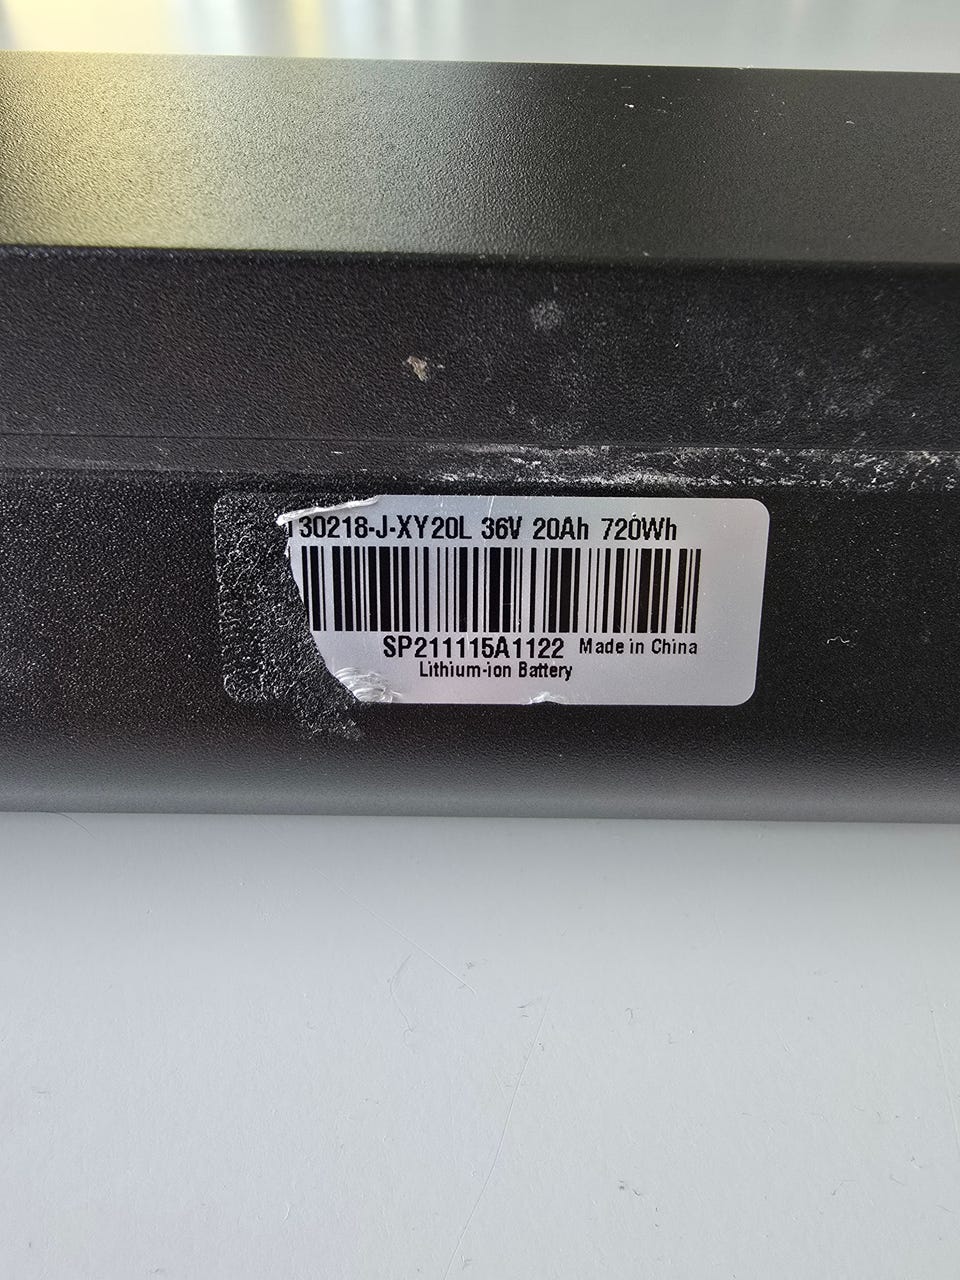 30218-J-XY20L 36V 20Ah 720Wh
SP211115A1122 Made in China
Lithium-ion Battery